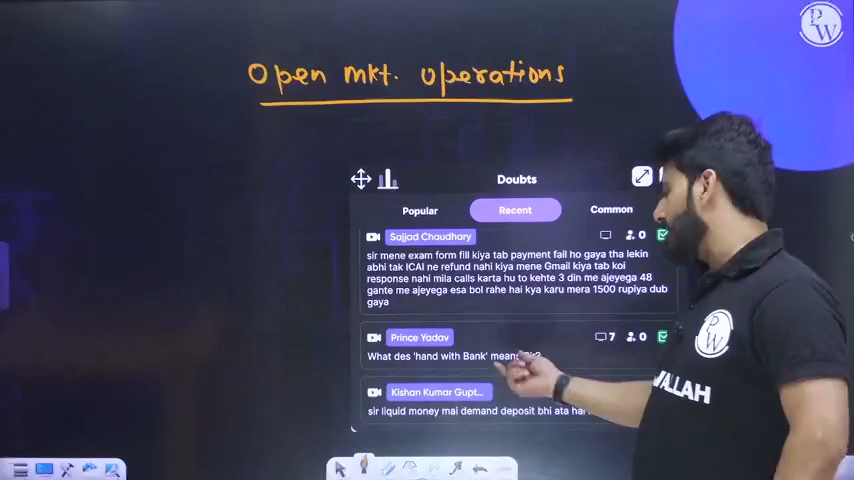 PW
Open mkt. operations
Doubts
Popular
Recent
Common
Sajjad Chaudhary
0
sir mene exam form fill kiya tab payment fail ho gaya tha lekin
abhi tak ICAI ne refund nahi kiya mene Gmail kiya tab koi
response nahi mila calls karta hu to kehte 3 din me ajeyega 48
gante me ajeyega esa bol rahe hai kya karu mera 1500 rupiya dub
gaya
Prince Yadav
7
0
What des 'hand with Bank' means
Kishan Kumar Gupt...
sir liquid money mai demand deposit bhi ata
PW
WALLAH